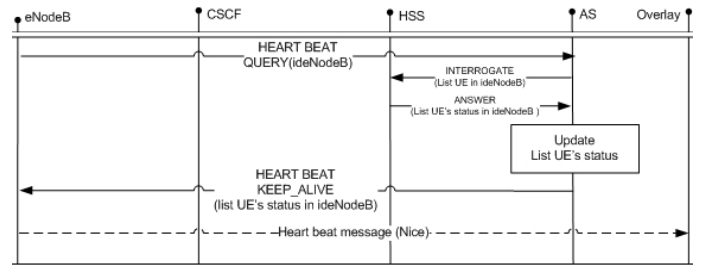 eNodeB
CSCF
HSS
AS
Overlay
HEART BEAT
QUERY(ideNodeB)
INTERROGATE
(List UE in ideNodeB)
ANSWER
(List UE's status in ideNodeB )
Update
List UE's status
HEART BEAT
KEEP_ALIVE
(list UE's status in ideNodeB)
Heart beat message (Nice)